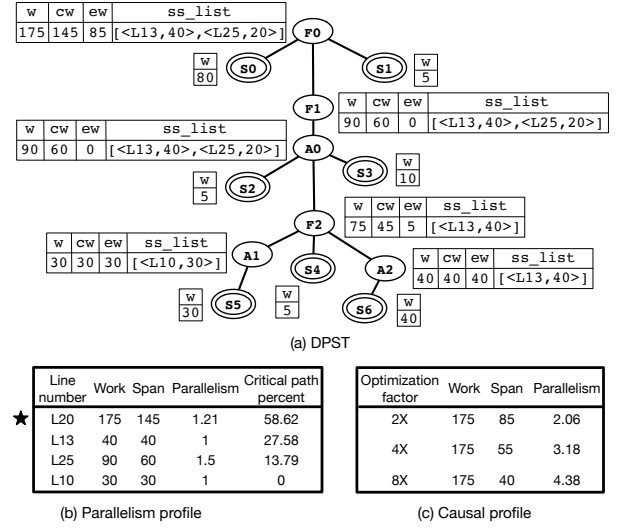 w cw ew ss_list
175 145 85 [<L13,40>,<L25,20>]
F0
w
80
S0
S1
w
5
F1
w cw ew ss_list
90 60 0 [<L13,40>,<L25,20>]
w cw ew ss_list
90 60 0 [<L13,40>,<L25,20>]
A0
w
5
S2
S3
w
10
F2
w cw ew ss_list
75 45 5 [<L13,40>]
w cw ew ss_list
30 30 30 [<L10,30>]
A1
S4
A2
w cw ew ss_list
40 40 40 [<L13,40>]
w
30
S5
w
5
S6
w
40
(a) DPST
Line number Work Span Parallelism Critical path percent
L20 175 145 1.21 58.62
L13 40 40 1 27.58
L25 90 60 1.5 13.79
L10 30 30 1 0
(b) Parallelism profile
Optimization factor Work Span Parallelism
2X 175 85 2.06
4X 175 55 3.18
8X 175 40 4.38
(c) Causal profile